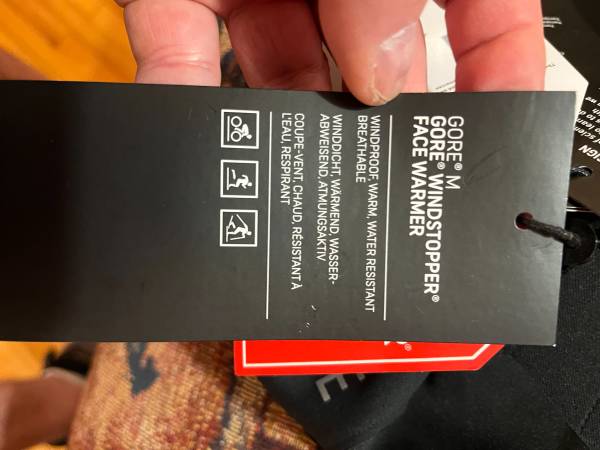 GORE® M
GORE® WINDSTOPPER®
FACE WARMER
WINDPROOF, WARM, WATER RESISTANT
BREATHABLE
WINDDICHT, WÄRMEND, WASSER-
ABWEISEND, ATMUNGSAKTIV
COUPE-VENT, CHAUD, RÉSISTANT À
L'EAU, RESPIRANT